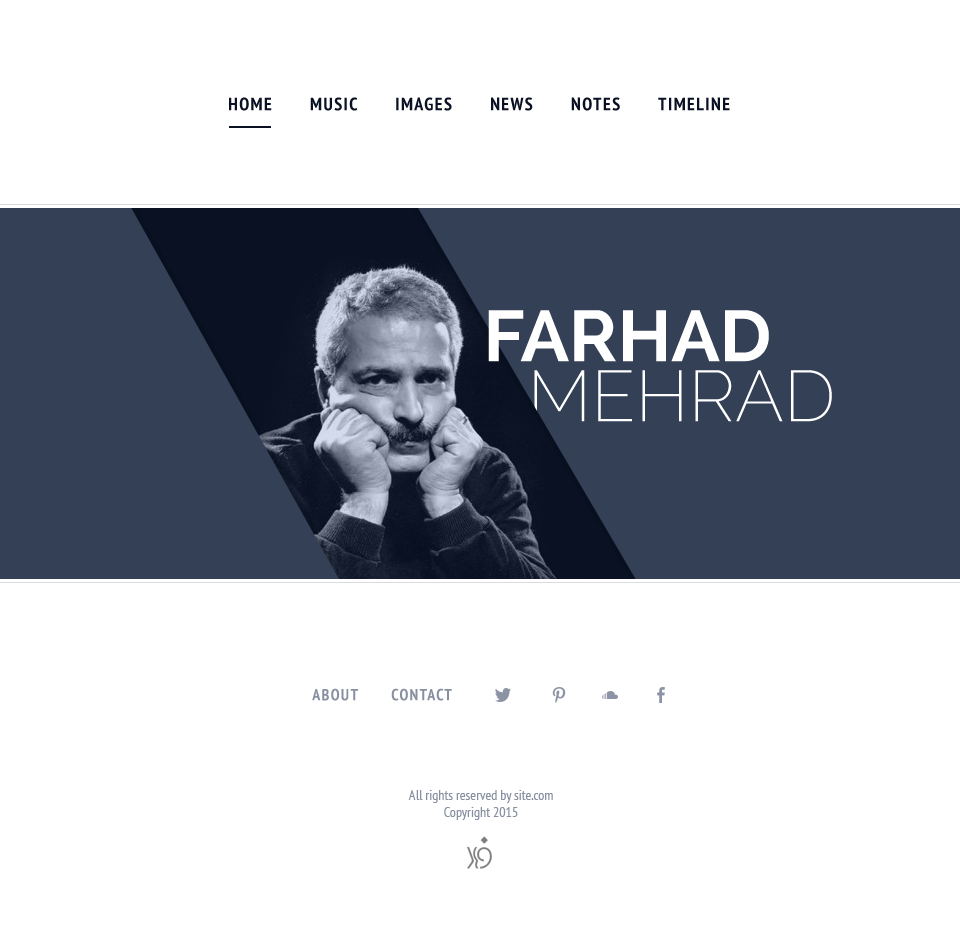 HOME MUSIC IMAGES NEWS NOTES TIMELINE
FARHAD
MEHRAD
ABOUT CONTACT
All rights reserved by site.com
Copyright 2015